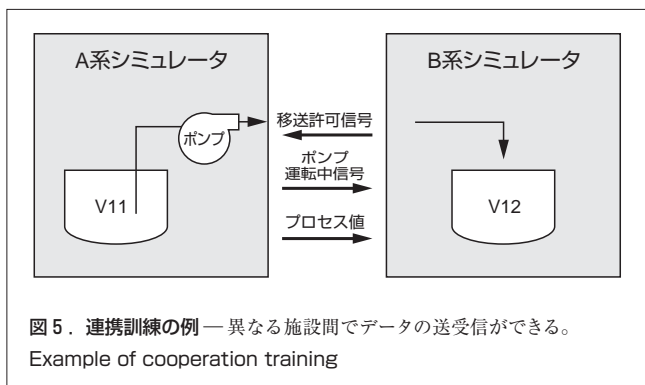 A系シミュレータ
B系シミュレータ
移送許可信号
ポンプ
ポンプ
運転中信号
V11
V12
プロセス値
図5．連携訓練の例 ― 異なる施設間でデータの送受信ができる。
Example of cooperation training